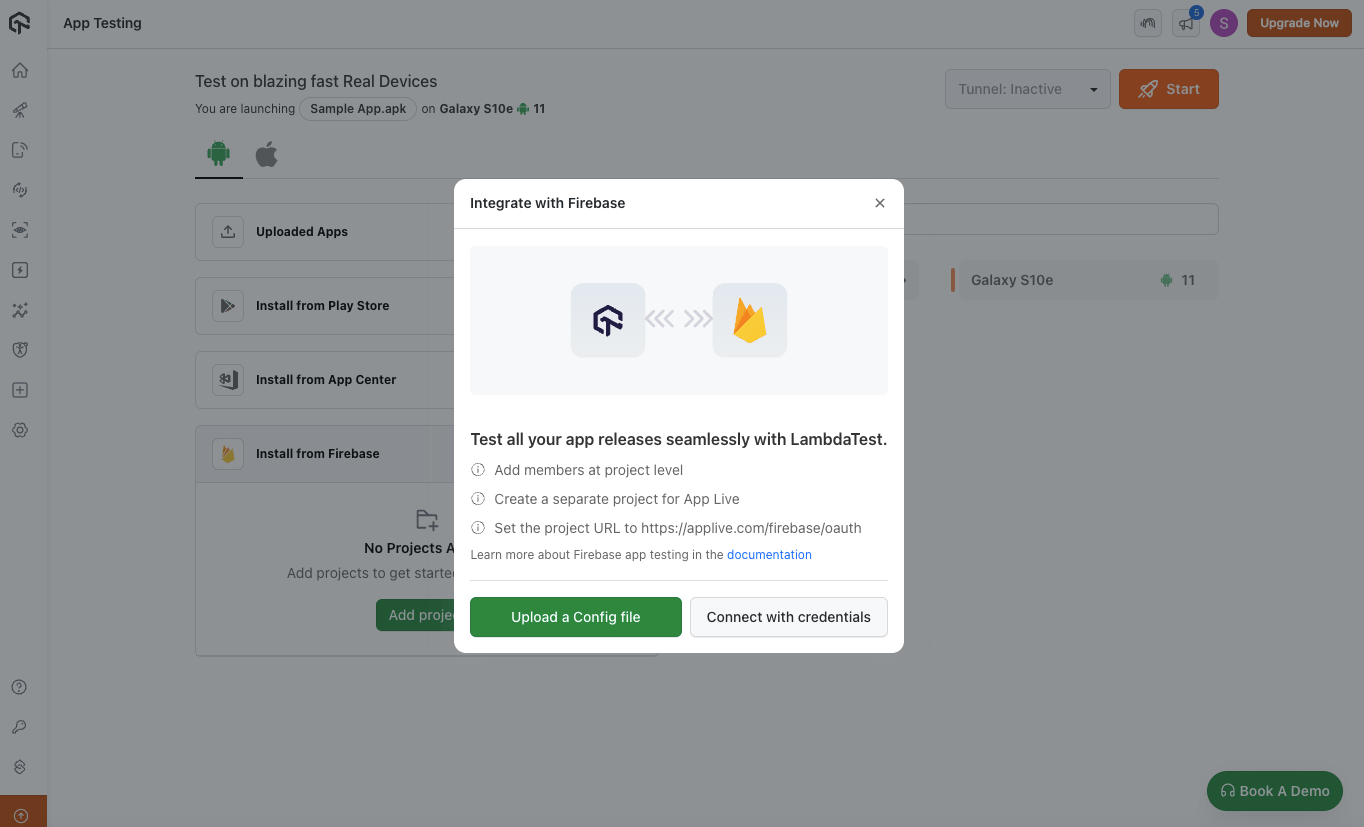 App Testing
5
S
Upgrade Now
Test on blazing fast Real Devices
You are launching Sample App.apk on Galaxy S10e 11
Tunnel: Inactive
Start
Integrate with Firebase
Uploaded Apps
Install from Play Store
Galaxy S10e 11
Install from App Center
Install from Firebase
Test all your app releases seamlessly with LambdaTest.
Add members at project level
Create a separate project for App Live
Set the project URL to https://applive.com/firebase/oauth
Learn more about Firebase app testing in the documentation
No Projects A
Add projects to get starte
Add proje
Upload a Config file
Connect with credentials
Book A Demo